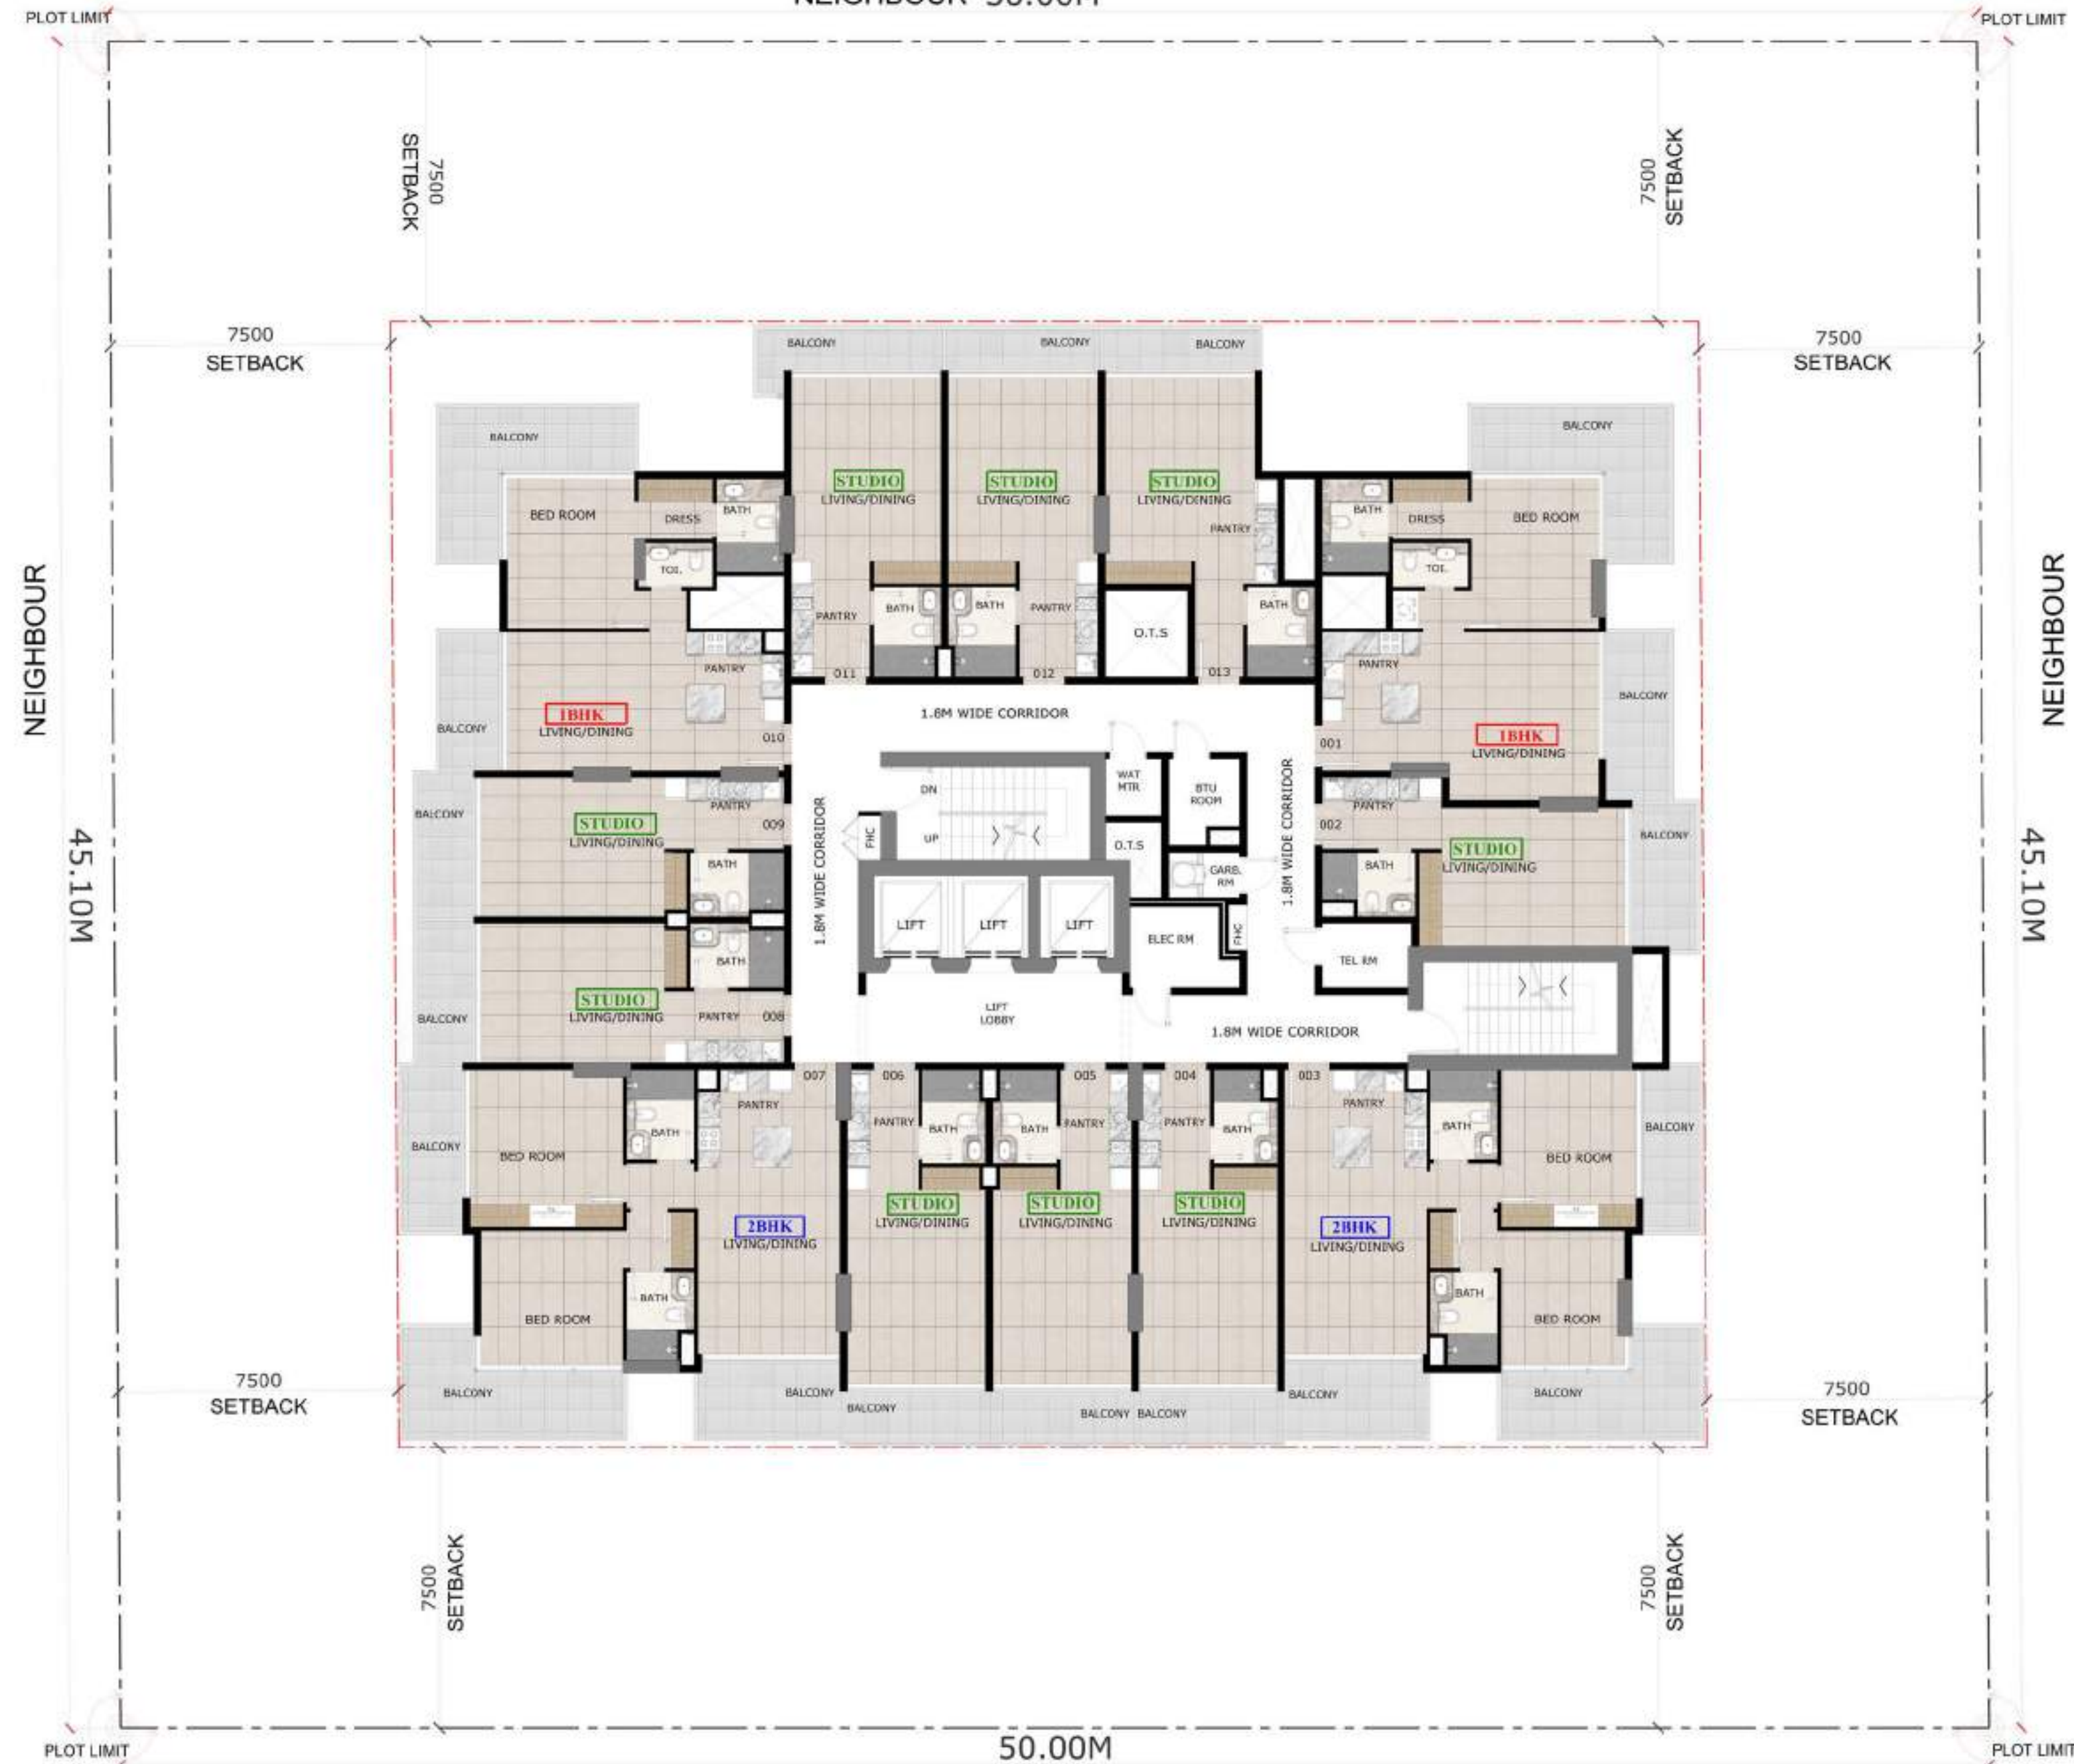 NEIGHBOUR 50.00M
PLOT LIMIT
PLOT LIMIT
7500
SETBACK
7500
SETBACK
7500
SETBACK
7500
SETBACK
BALCONY
BALCONY
BALCONY
BALCONY
BALCONY
STUDIO
LIVING/DINING
STUDIO
LIVING/DINING
STUDIO
LIVING/DINING
BED ROOM
DRESS
BATH
PANTRY
BATH
DRESS
BED ROOM
TOI.
TOI.
PANTRY
BATH
BATH
PANTRY
O.T.S
BATH
011
012
013
NEIGHBOUR
NEIGHBOUR
PANTRY
PANTRY
BALCONY
1BHK
LIVING/DINING
010
BALCONY
1.8M WIDE CORRIDOR
001
1BHK
LIVING/DINING
BALCONY
STUDIO
LIVING/DINING
PANTRY
009
BATH
1.8M WIDE CORRIDOR
FHC
DN
UP
WAT
MTR
BTU
ROOM
O.T.S
GARB.
RM
1.8M WIDE CORRIDOR
PANTRY
002
BATH
STUDIO
LIVING/DINING
BALCONY
45.10M
45.10M
LIFT
LIFT
LIFT
ELEC RM
FHC
TEL RM
BATH
STUDIO
LIVING/DINING
PANTRY
008
BALCONY
LIFT
LOBBY
1.8M WIDE CORRIDOR
007
006
005
004
003
PANTRY
PANTRY
BATH
BATH
PANTRY
PANTRY
BATH
PANTRY
BATH
BATH
BALCONY
BED ROOM
BED ROOM
BALCONY
STUDIO
LIVING/DINING
STUDIO
LIVING/DINING
STUDIO
LIVING/DINING
2BHK
LIVING/DINING
2BHK
LIVING/DINING
BATH
BATH
BED ROOM
BED ROOM
7500
SETBACK
BALCONY
BALCONY
BALCONY
BALCONY
BALCONY
BALCONY
BALCONY
7500
SETBACK
7500
SETBACK
7500
SETBACK
PLOT LIMIT
50.00M
PLOT LIMIT